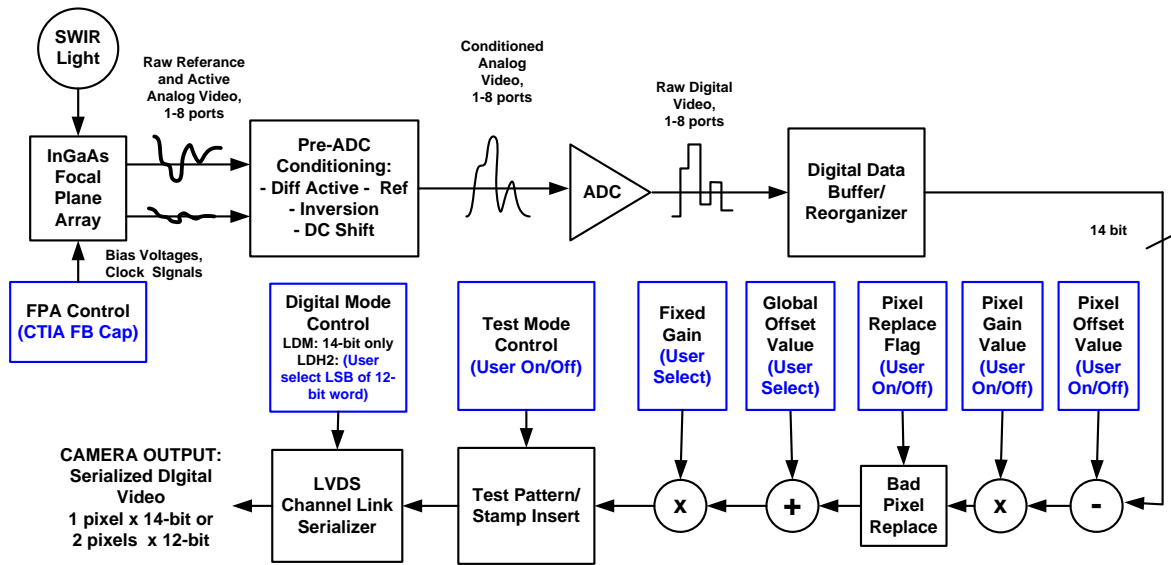 SWIR
Light
Raw Referance
and Active
Analog Video,
1-8 ports
Conditioned
Analog
Video,
1-8 ports
Raw Digital
Video,
1-8 ports
InGaAs
Focal
Plane
Array
Pre-ADC
Conditioning:
- Diff Active - Ref
- Inversion
- DC Shift
ADC
Digital Data
Buffer/
Reorganizer
14 bit
Bias Voltages,
Clock SIgnals
FPA Control
(CTIA FB Cap)
Digital Mode
Control
LDM: 14-bit only
LDH2: (User
select LSB of 12-
bit word)
Test Mode
Control
(User On/Off)
Fixed
Gain
(User
Select)
Global
Offset
Value
(User
Select)
Pixel
Replace
Flag
(User
On/Off)
Pixel
Gain
Value
(User
On/Off)
Pixel
Offset
Value
(User
On/Off)
CAMERA OUTPUT:
Serialized DIgital
Video
1 pixel x 14-bit or
2 pixels x 12-bit
LVDS
Channel Link
Serializer
Test Pattern/
Stamp Insert
x
+
Bad
Pixel
Replace
x
-